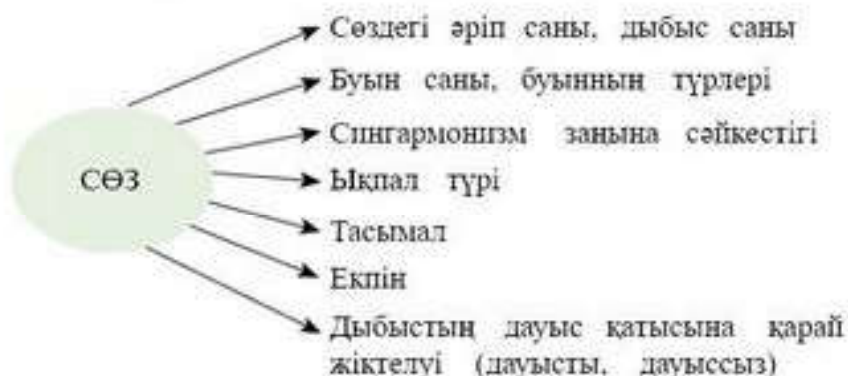 СӨЗ
Сөздегі әріп саны, дыбыс саны
Буын саны, буынның түрлері
Сингармонизм заңына сәйкестігі
Ықпал түрі
Тасымал
Екпін
Дыбыстың дауыс қатысына қарай
жіктелуі (дауысты, дауыссыз)